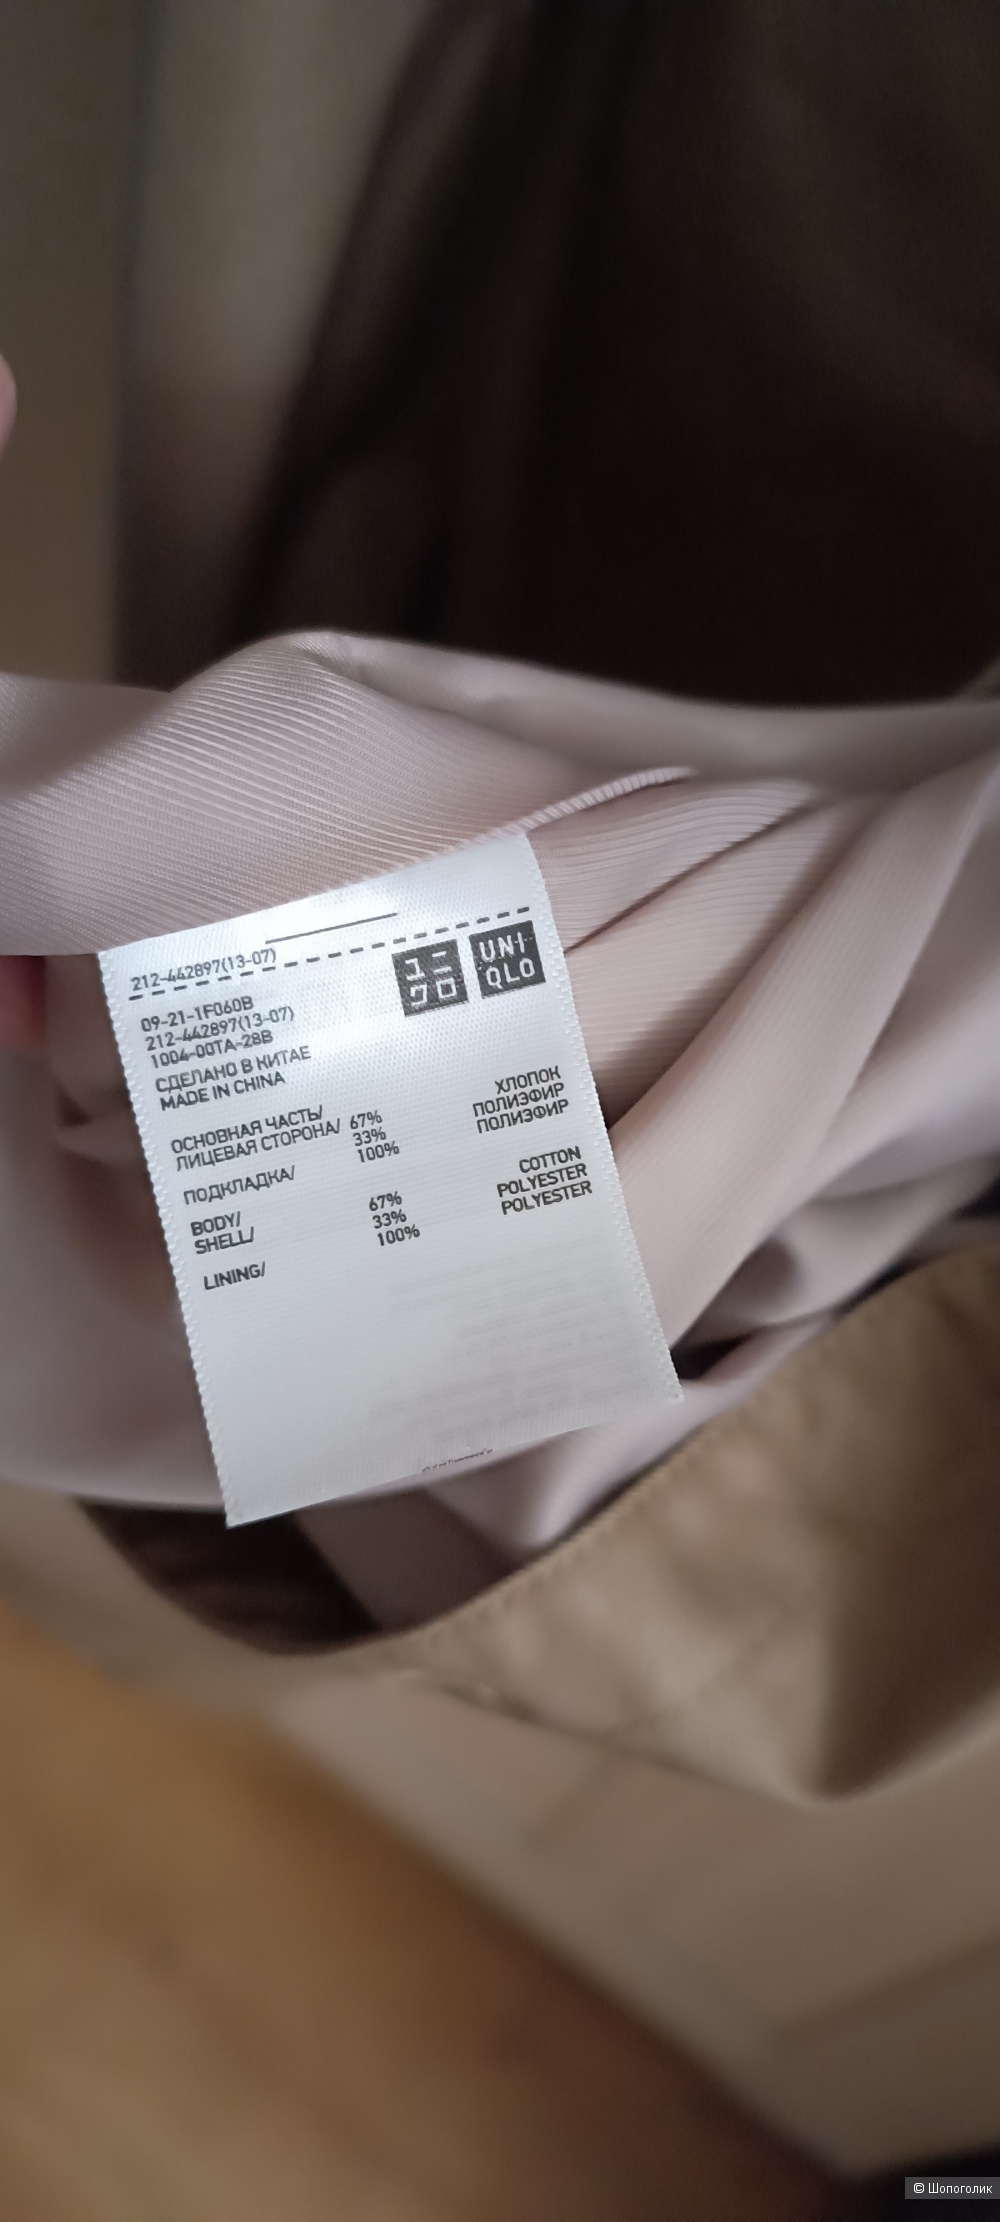 212-442897(13-07)
ユニ
クロ
UNI
QLO
09-21-1F060B
212-442897(13-07)
1004-00TA-28B
СДЕЛАНО В КИТАЕ
MADE IN CHINA
ОСНОВНАЯ ЧАСТЬ/
ЛИЦЕВАЯ СТОРОНА/ 67% ХЛОПОК
33% ПОЛИЭФИР
ПОДКЛАДКА/ 100% ПОЛИЭФИР
BODY/
SHELL/ 67% COTTON
33% POLYESTER
LINING/ 100% POLYESTER
© Шопоголик